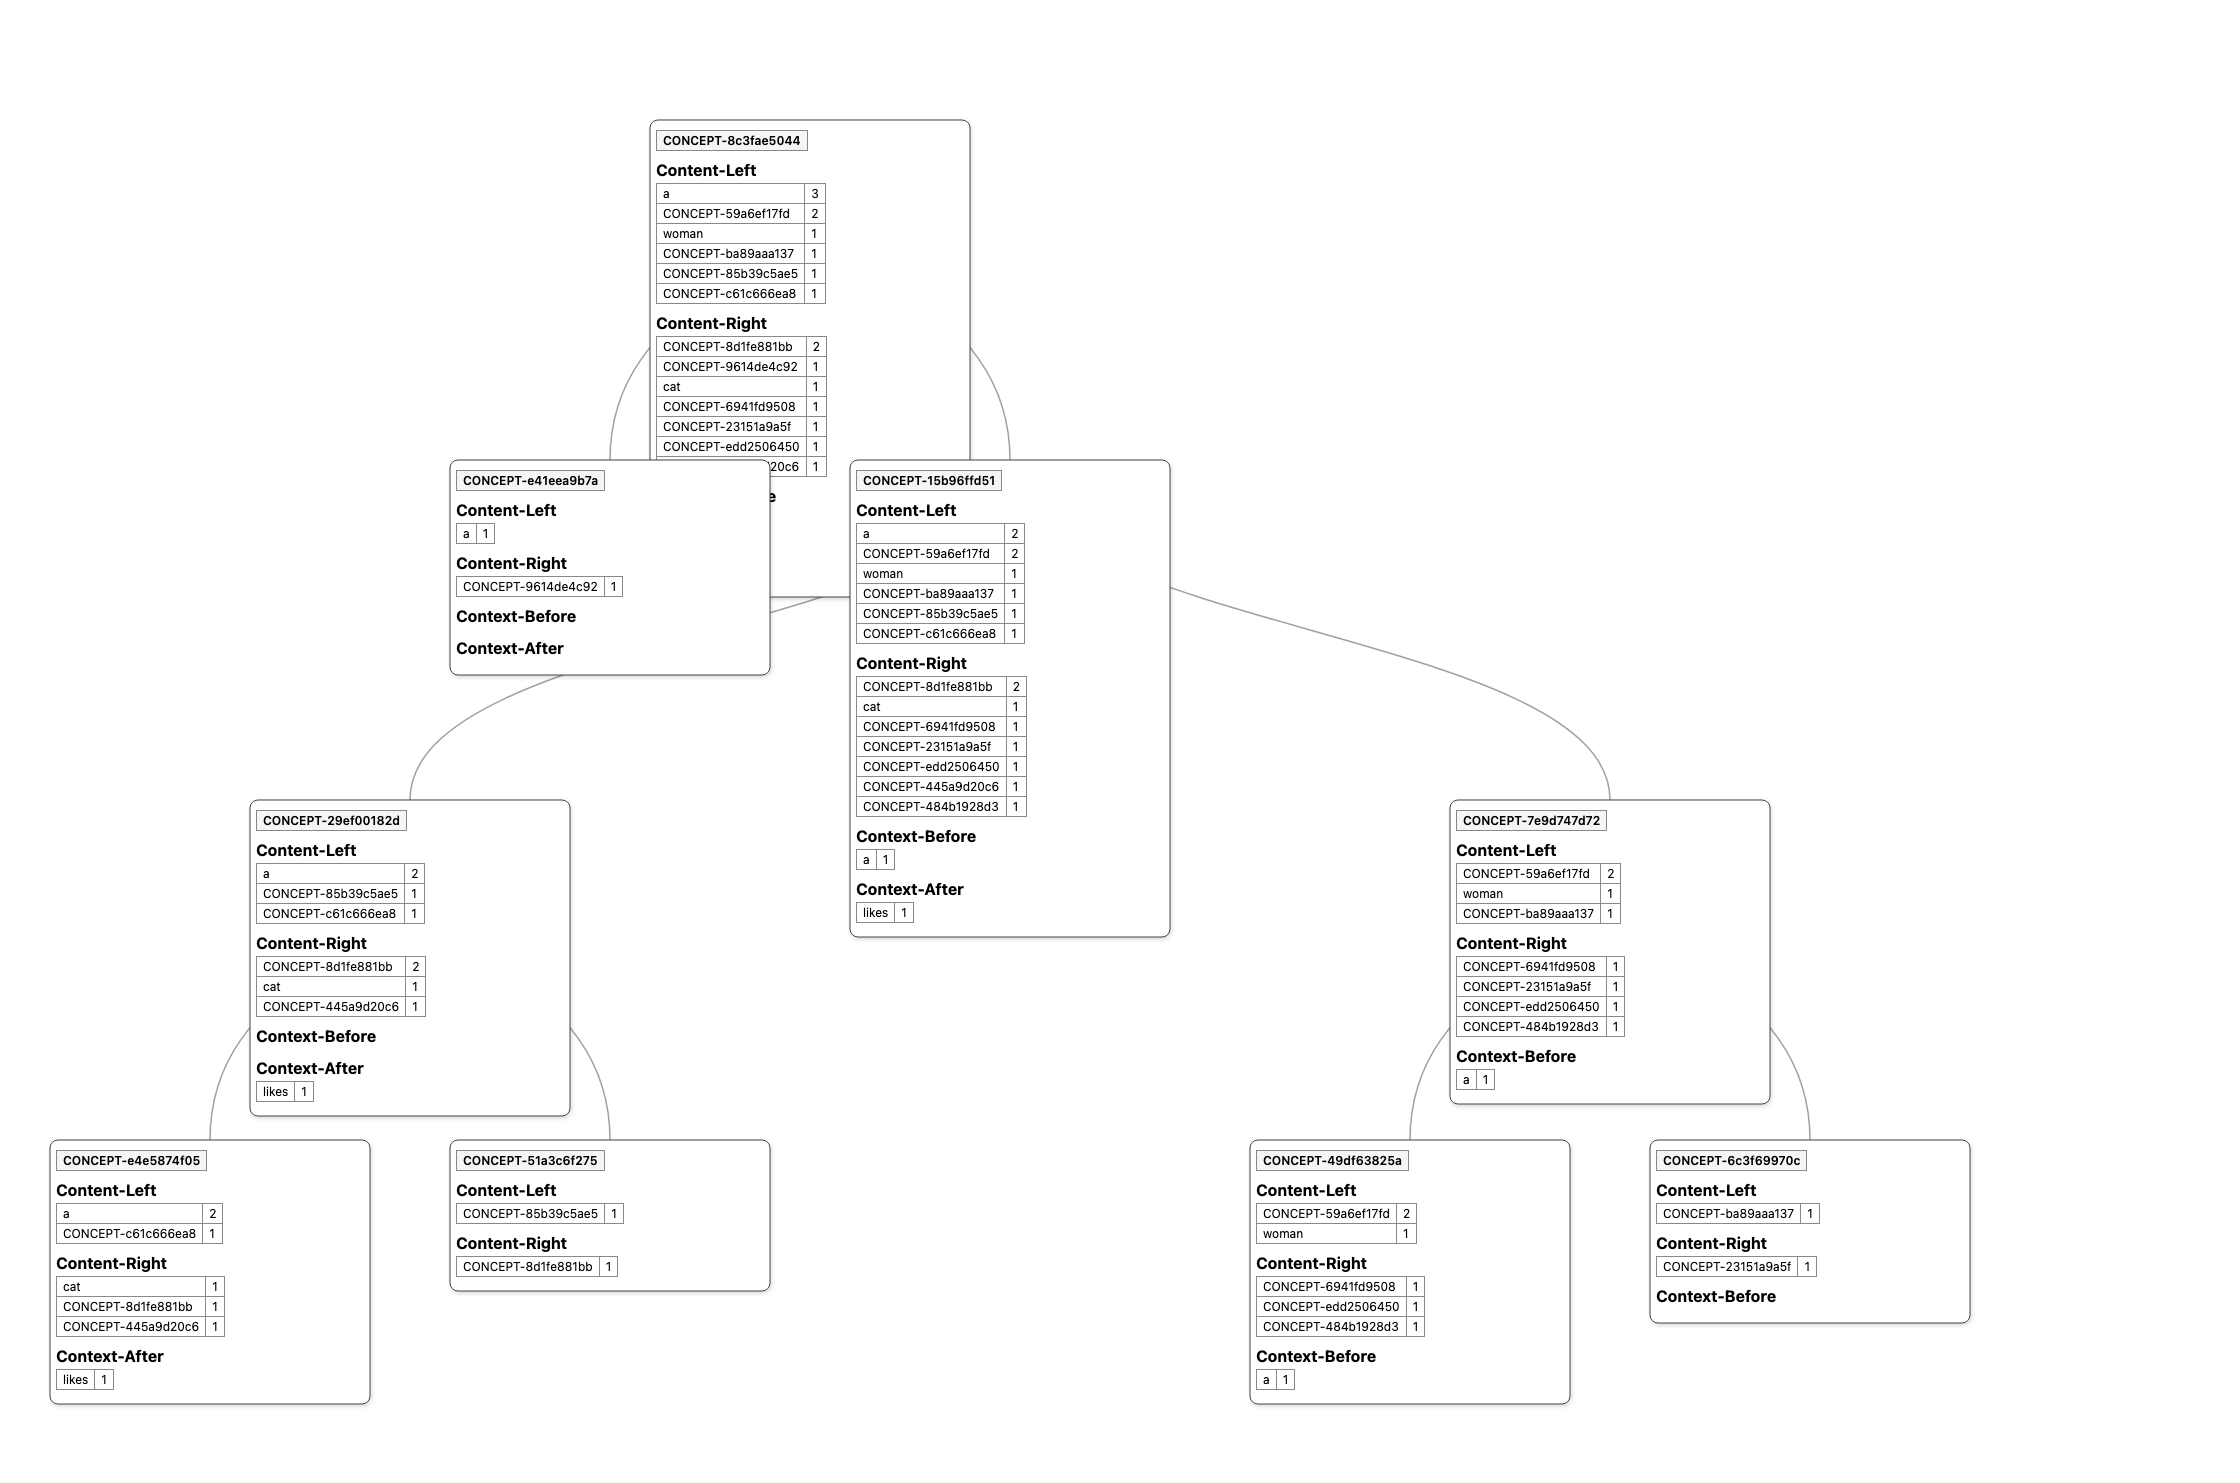 CONCEPT-8c3fae5044
Content-Left
a 3
CONCEPT-59a6ef17fd 2
woman 1
CONCEPT-ba89aaa137 1
CONCEPT-85b39c5ae5 1
CONCEPT-c61c666ea8 1
Content-Right
CONCEPT-8d1fe881bb 2
CONCEPT-9614de4c92 1
cat 1
CONCEPT-6941fd9508 1
CONCEPT-23151a9a5f 1
CONCEPT-edd2506450 1
20c6 1
e
CONCEPT-e41eea9b7a
Content-Left
a 1
Content-Right
CONCEPT-9614de4c92 1
Context-Before
Context-After
CONCEPT-15b96ffd51
Content-Left
a 2
CONCEPT-59a6ef17fd 2
woman 1
CONCEPT-ba89aaa137 1
CONCEPT-85b39c5ae5 1
CONCEPT-c61c666ea8 1
Content-Right
CONCEPT-8d1fe881bb 2
cat 1
CONCEPT-6941fd9508 1
CONCEPT-23151a9a5f 1
CONCEPT-edd2506450 1
CONCEPT-445a9d20c6 1
CONCEPT-484b1928d3 1
Context-Before
a 1
Context-After
likes 1
CONCEPT-29ef00182d
Content-Left
a 2
CONCEPT-85b39c5ae5 1
CONCEPT-c61c666ea8 1
Content-Right
CONCEPT-8d1fe881bb 2
cat 1
CONCEPT-445a9d20c6 1
Context-Before
Context-After
likes 1
CONCEPT-7e9d747d72
Content-Left
CONCEPT-59a6ef17fd 2
woman 1
CONCEPT-ba89aaa137 1
Content-Right
CONCEPT-6941fd9508 1
CONCEPT-23151a9a5f 1
CONCEPT-edd2506450 1
CONCEPT-484b1928d3 1
Context-Before
a 1
CONCEPT-e4e5874f05
Content-Left
a 2
CONCEPT-c61c666ea8 1
Content-Right
cat 1
CONCEPT-8d1fe881bb 1
CONCEPT-445a9d20c6 1
Context-After
likes 1
CONCEPT-51a3c6f275
Content-Left
CONCEPT-85b39c5ae5 1
Content-Right
CONCEPT-8d1fe881bb 1
CONCEPT-49df63825a
Content-Left
CONCEPT-59a6ef17fd 2
woman 1
Content-Right
CONCEPT-6941fd9508 1
CONCEPT-edd2506450 1
CONCEPT-484b1928d3 1
Context-Before
a 1
CONCEPT-6c3f69970c
Content-Left
CONCEPT-ba89aaa137 1
Content-Right
CONCEPT-23151a9a5f 1
Context-Before